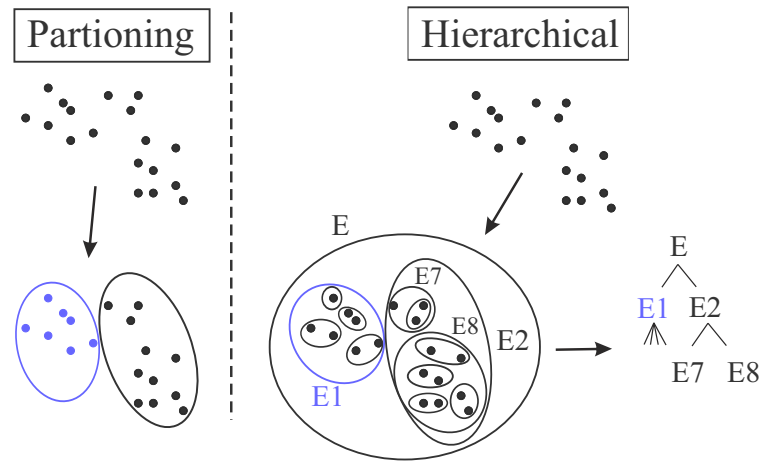 Partioning
Hierarchical
E
E7
E8
E2
E1
E
E1 E2
E7 E8